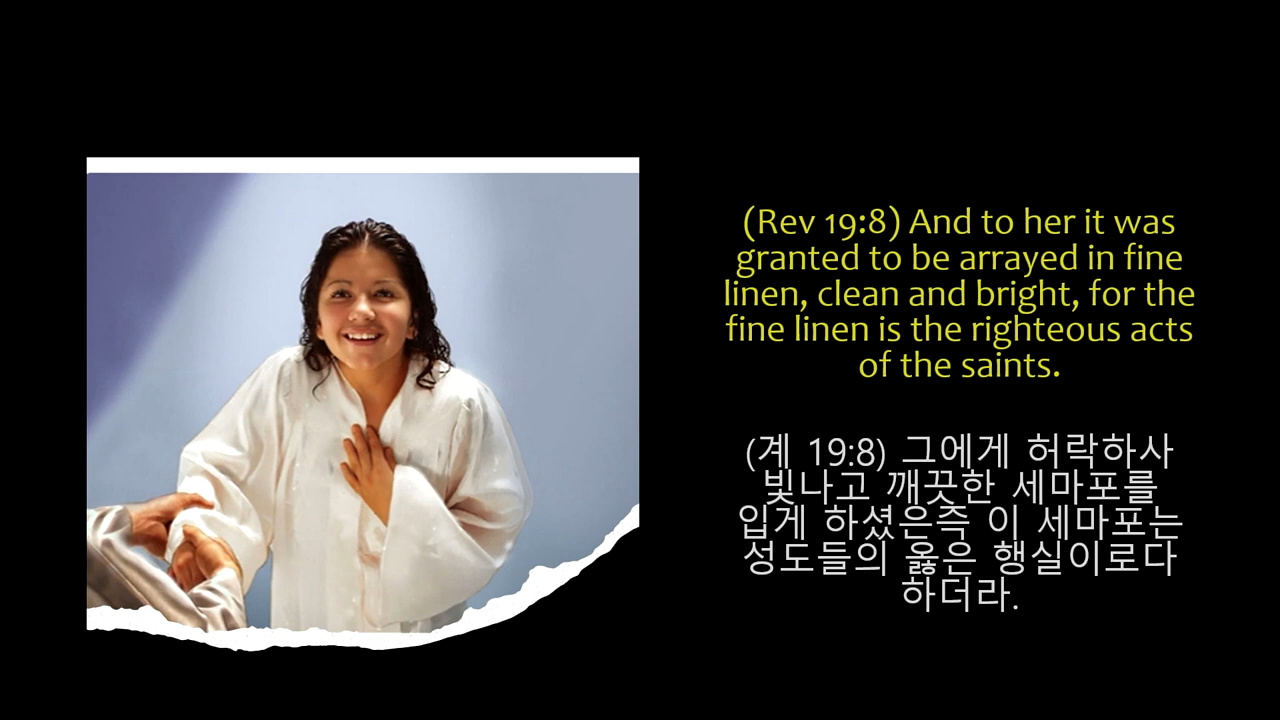 (Rev 19:8) And to her it was
granted to be arrayed in fine
linen, clean and bright, for the
fine linen is the righteous acts
of the saints.
(계 19:8) 그에게 허락하사
빛나고 깨끗한 세마포를
입게 하셨은즉 이 세마포는
성도들의 옳은 행실이로다
하더라.